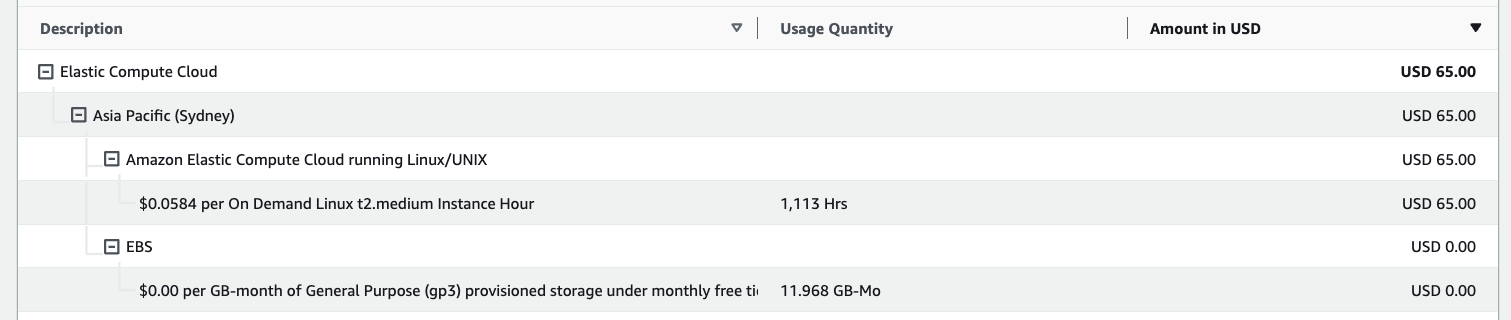 Description Usage Quantity Amount in USD
Elastic Compute Cloud USD 65.00
Asia Pacific (Sydney) USD 65.00
Amazon Elastic Compute Cloud running Linux/UNIX USD 65.00
$0.0584 per On Demand Linux t2.medium Instance Hour 1,113 Hrs USD 65.00
EBS USD 0.00
$0.00 per GB-month of General Purpose (gp3) provisioned storage under monthly free 11.968 GB-Mo USD 0.00